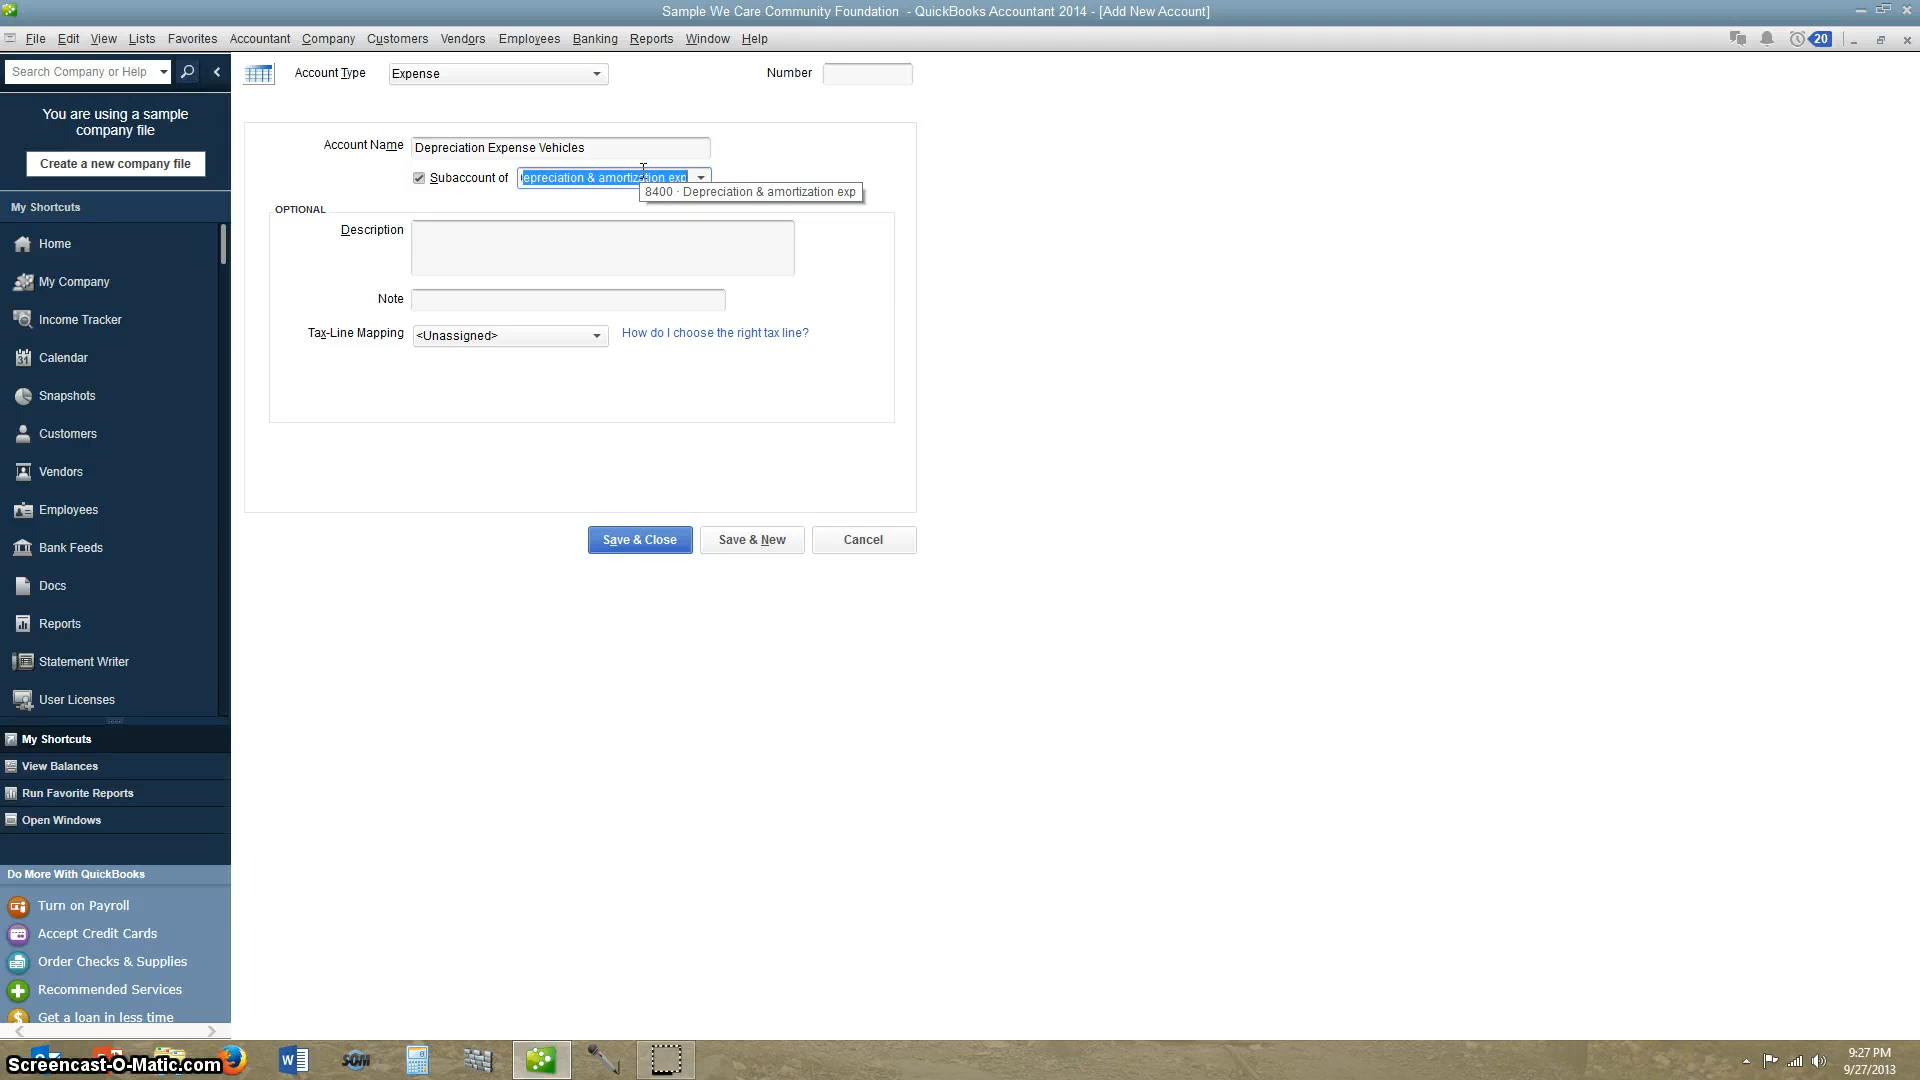 Sample We Care Community Foundation - QuickBooks Accountant 2014 - [Add New Account]
File Edit View Lists Favorites Accountant Company Customers Vendors Employees Banking Reports Window Help
20
Search Company or Help
Account Type
Expense
Number
You are using a sample
company file
Create a new company file
Account Name
Depreciation Expense Vehicles
Subaccount of
epreciation & amortization exp
8400 · Depreciation & amortization exp
OPTIONAL
Description
Note
Tax-Line Mapping
<Unassigned>
How do I choose the right tax line?
Save & Close
Save & New
Cancel
My Shortcuts
Home
My Company
Income Tracker
31
Calendar
Snapshots
Customers
Vendors
Employees
Bank Feeds
Docs
Reports
Statement Writer
User Licenses
My Shortcuts
View Balances
Run Favorite Reports
Open Windows
Do More With QuickBooks
Turn on Payroll
Accept Credit Cards
Order Checks & Supplies
Recommended Services
Get a loan in less time
Screencast-O-Matic.com
SOM
9:27 PM
9/27/2013